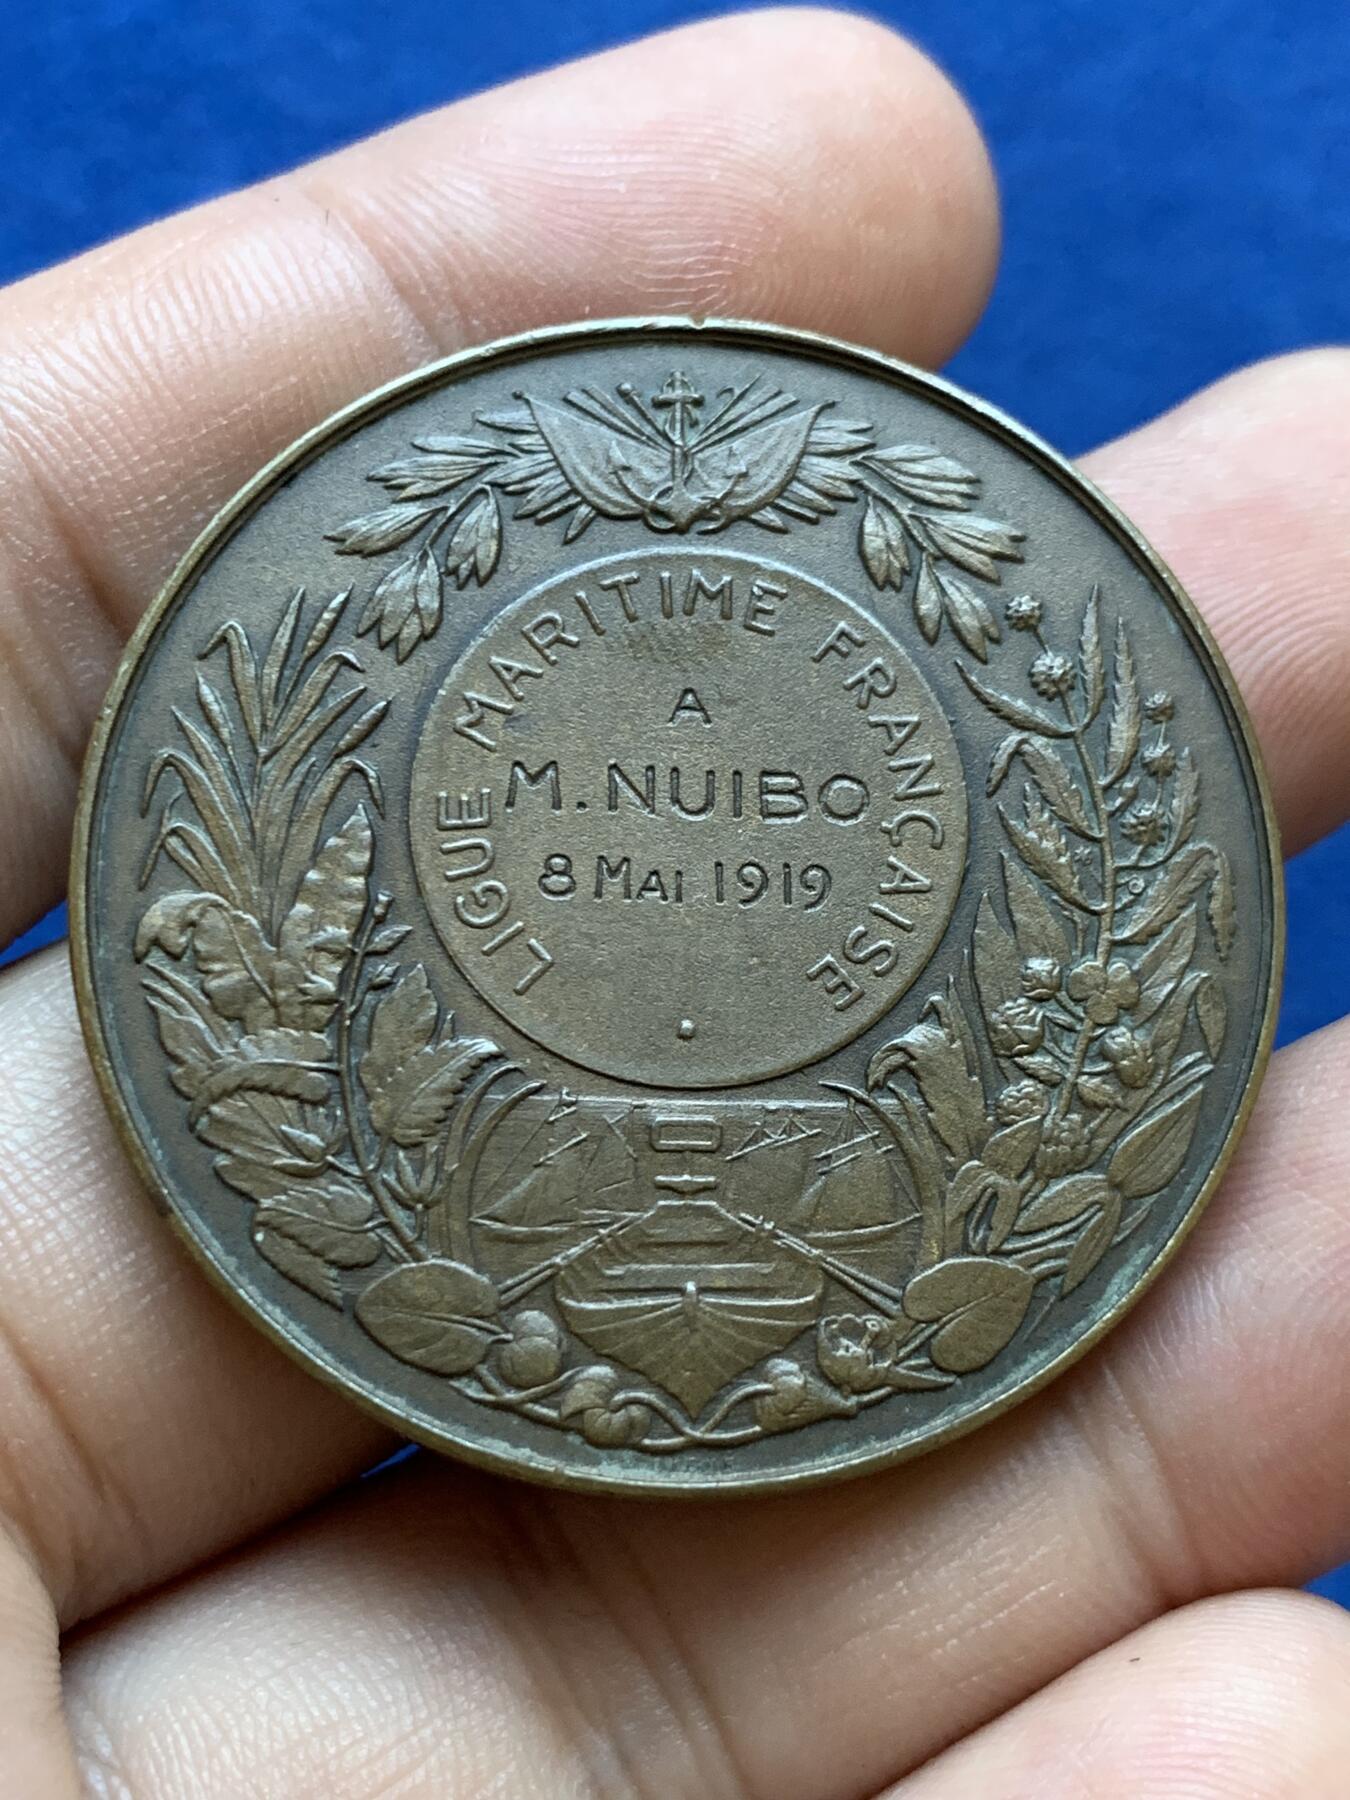 LIGUE MARITIME FRANÇAISE
A
M. NUIBO
8 MAI 1919